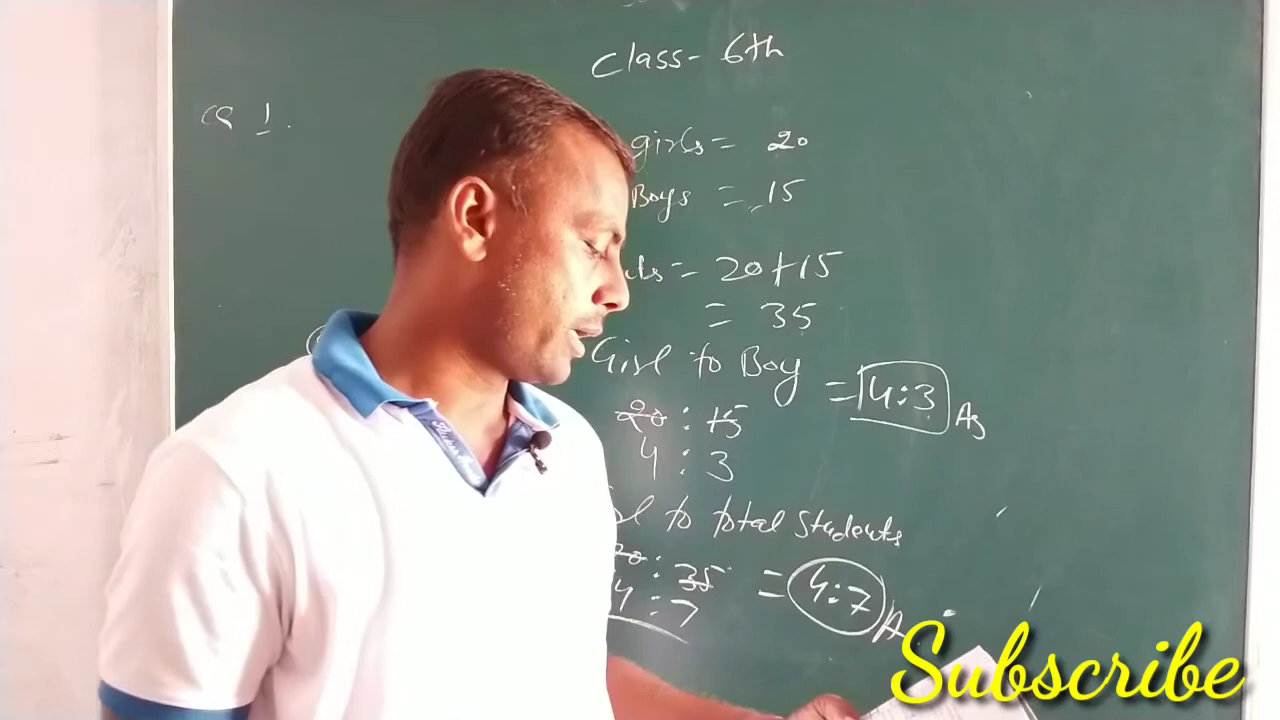 Class- 6th
Q 1.
girls = 20
Boys = 15
= 20+15
= 35
Girl to Boy
= 4:3 As
20 : 15
4 : 3
to total Students
20 : 35 = 4:7 A
4 : 7
Subscribe